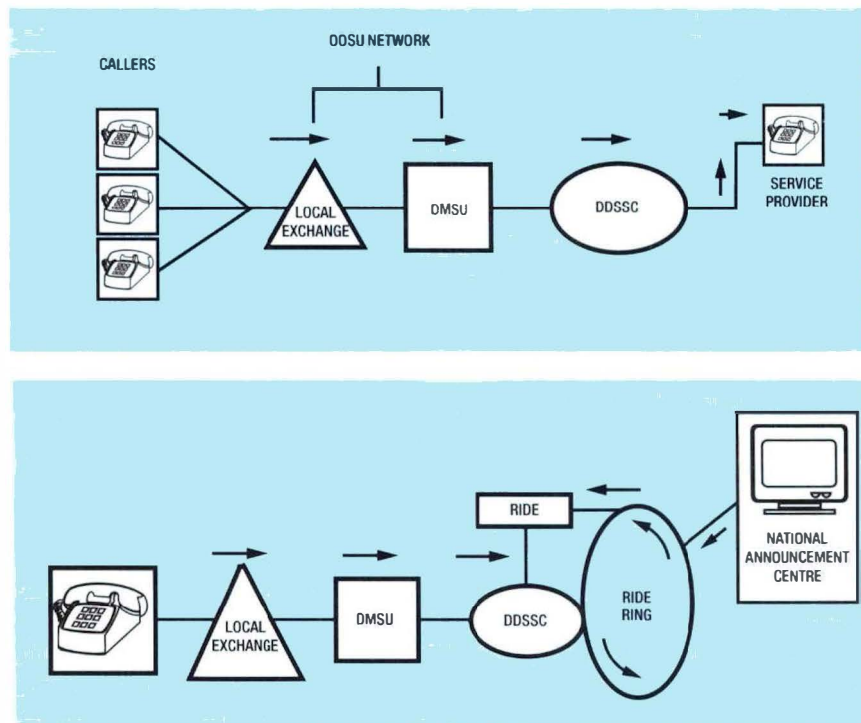 OOSU NETWORK
CALLERS
LOCAL
EXCHANGE
DMSU
DDSSC
SERVICE
PROVIDER
RIDE
LOCAL
EXCHANGE
DMSU
DDSSC
RIDE
RING
NATIONAL
ANNOUNCEMENT
CENTRE